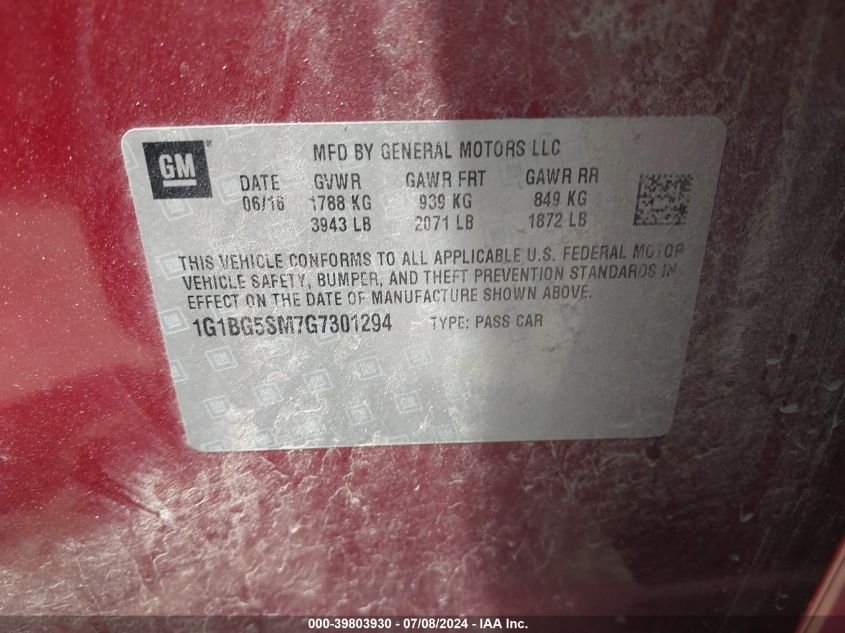 GM
MFD BY GENERAL MOTORS LLC
DATE GVWR GAWR FRT GAWR RR
06/16 1788 KG 939 KG 849 KG
3943 LB 2071 LB 1872 LB
THIS VEHICLE CONFORMS TO ALL APPLICABLE U.S. FEDERAL MOTOR
VEHICLE SAFETY, BUMPER, AND THEFT PREVENTION STANDARDS IN
EFFECT ON THE DATE OF MANUFACTURE SHOWN ABOVE.
1G1BG5SM7G7301294 TYPE: PASS CAR
000-39803930 - 07/08/2024 - IAA Inc.